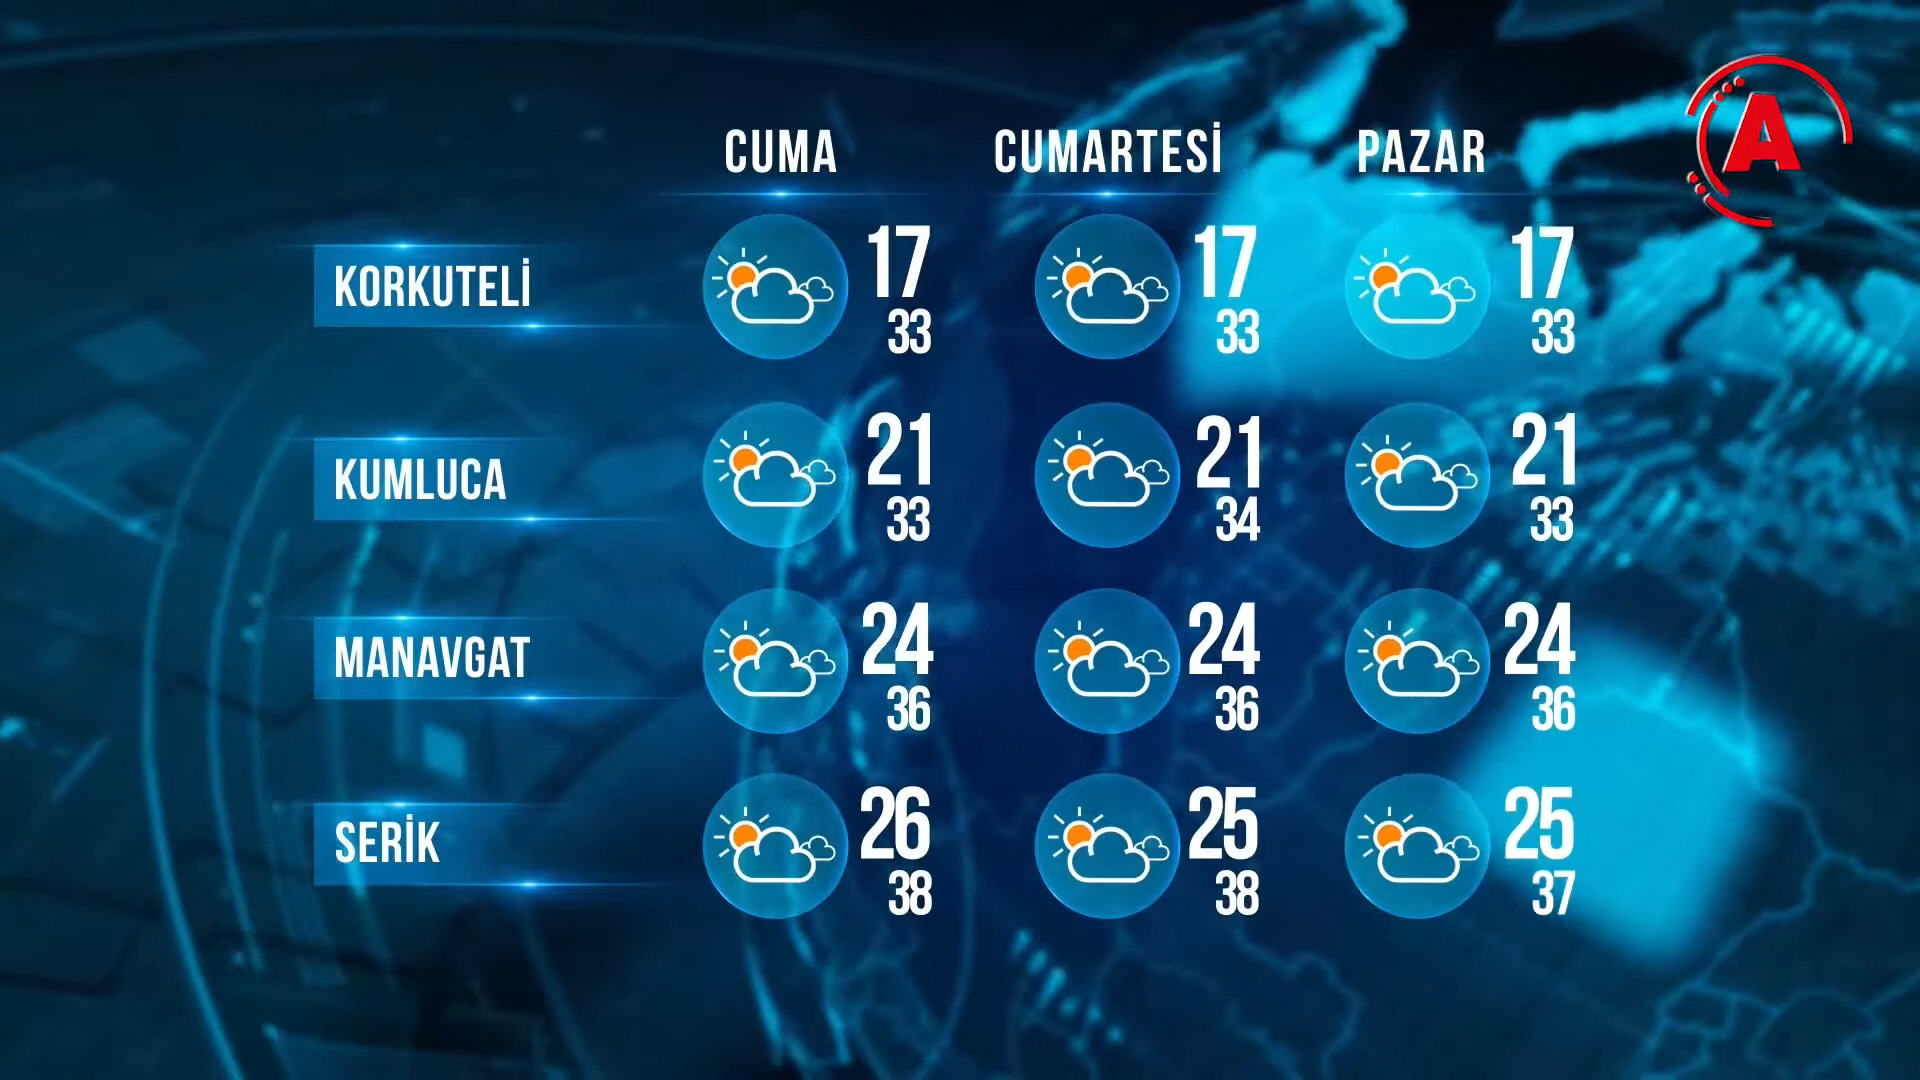 CUMA CUMARTESİ PAZAR
A
KORKUTELİ 17 17 17
33 33 33
KUMLUCA 21 21 21
33 34 33
MANAVGAT 24 24 24
36 36 36
SERİK 26 25 25
38 38 37